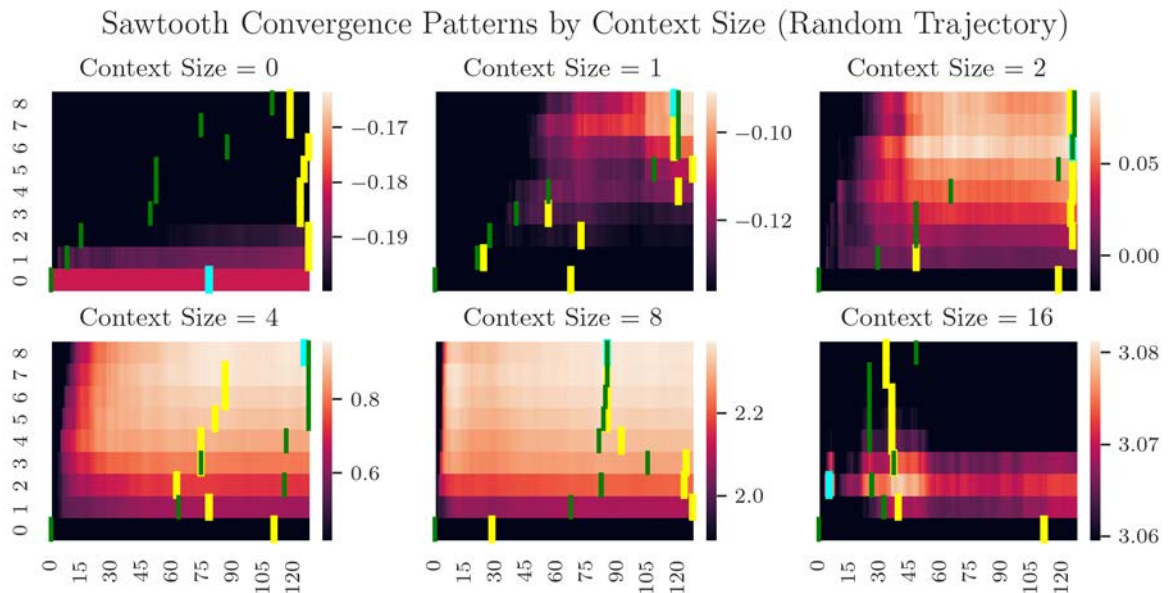 Sawtooth Convergence Patterns by Context Size (Random Trajectory)
Context Size = 0
Context Size = 1
Context Size = 2
0 1 2 3 4 5 6 7 8
−0.17
−0.18
−0.19
−0.10
−0.12
0.05
0.00
Context Size = 4
Context Size = 8
Context Size = 16
0 1 2 3 4 5 6 7 8
0.8
0.6
2.2
2.0
3.08
3.07
3.06
0 15 30 45 60 75 90 105 120
0 15 30 45 60 75 90 105 120
0 15 30 45 60 75 90 105 120